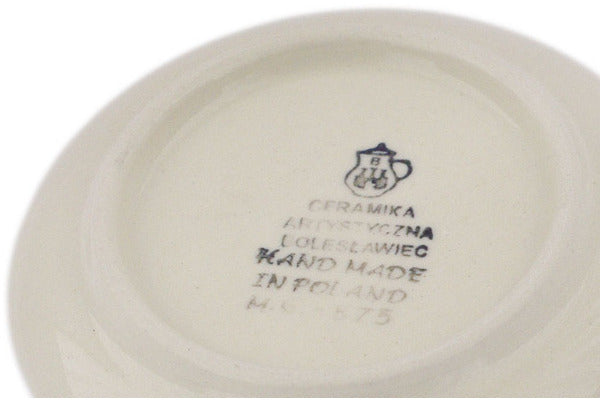 B
CERAMIKA
ARTYSTYCZNA
BOLESŁAWIEC
HAND MADE
IN POLAND